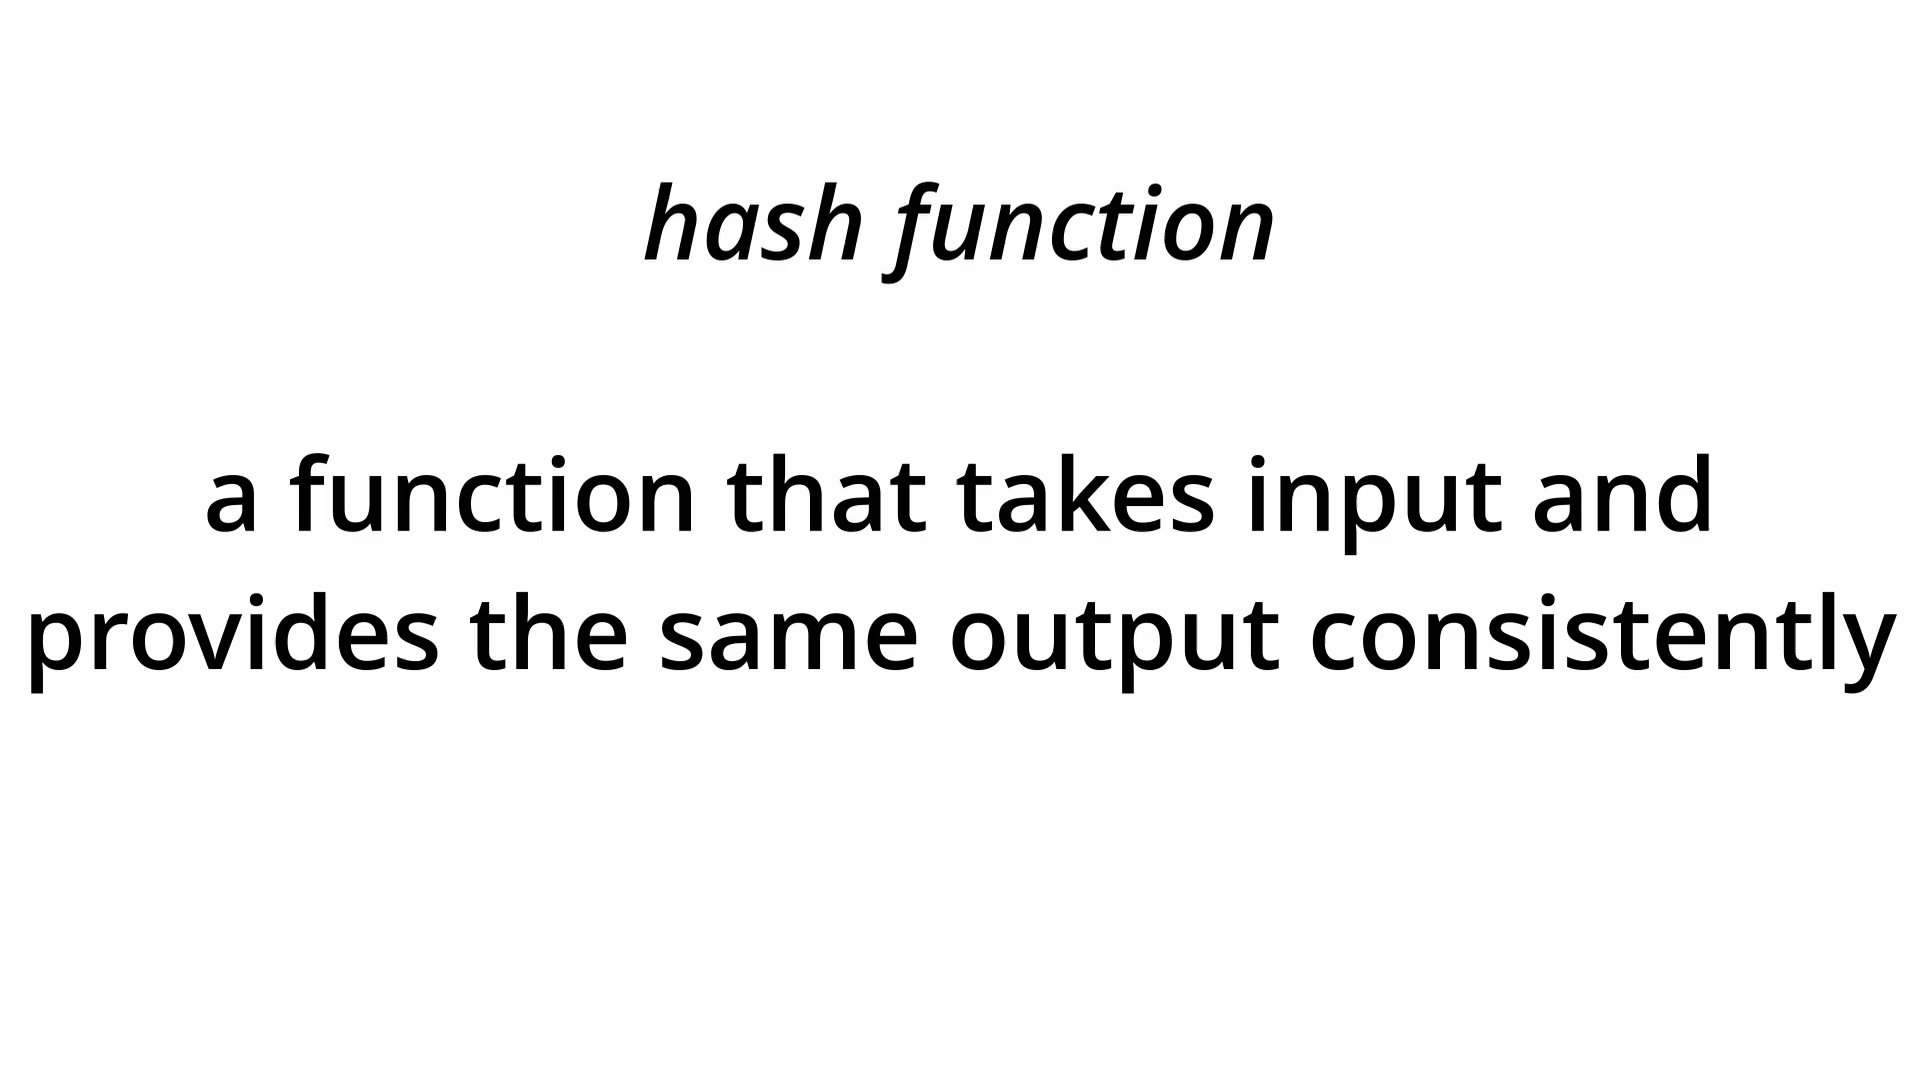 hash function
a function that takes input and
provides the same output consistently